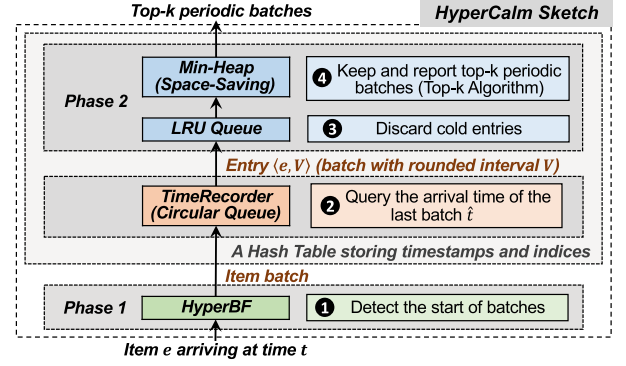 Top-k periodic batches
HyperCalm Sketch
Phase 2
Min-Heap
(Space-Saving)
❹ Keep and report top-k periodic
batches (Top-k Algorithm)
LRU Queue
❸ Discard cold entries
Entry ⟨e, V⟩ (batch with rounded interval V)
TimeRecorder
(Circular Queue)
❷ Query the arrival time of the
last batch t̂
A Hash Table storing timestamps and indices
Item batch
Phase 1
HyperBF
❶ Detect the start of batches
Item e arriving at time t